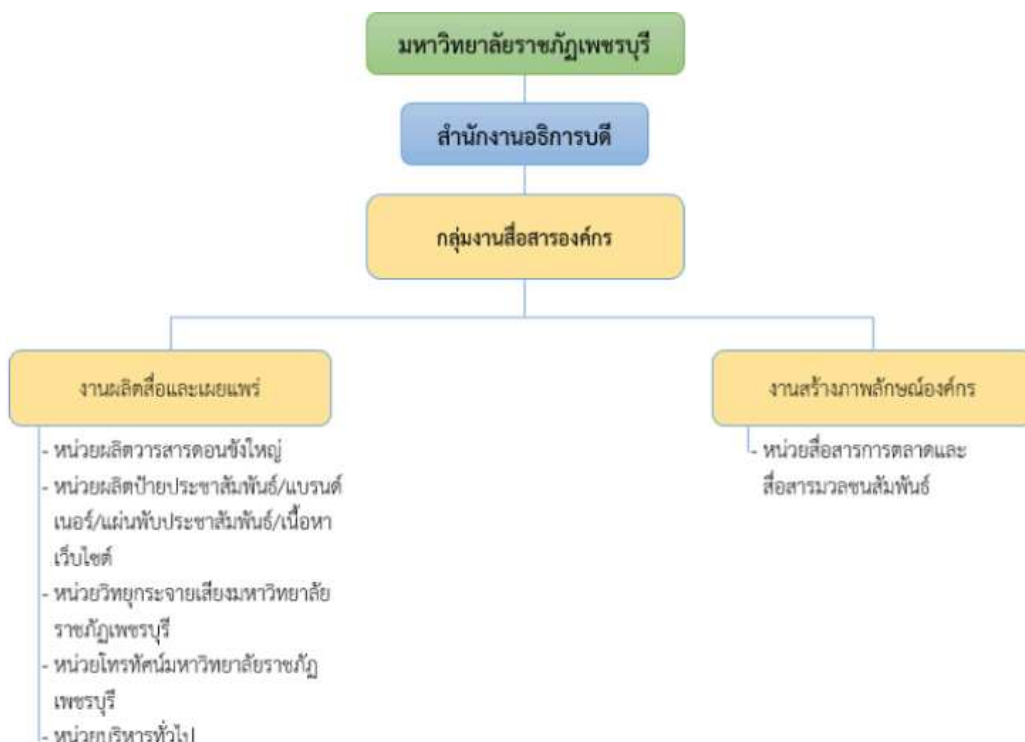 มหาวิทยาลัยราชภัฏเพชรบุรี
สำนักงานอธิการบดี
กลุ่มงานสื่อสารองค์กร
งานผลิตสื่อและเผยแพร่
- หน่วยผลิตวารสารดอนขังใหญ่
- หน่วยผลิตป้ายประชาสัมพันธ์/แบรนด์
เนอร์/แผ่นพับประชาสัมพันธ์/เนื้อหา
เว็บไซต์
- หน่วยวิทยุกระจายเสียงมหาวิทยาลัย
ราชภัฏเพชรบุรี
- หน่วยโทรทัศน์มหาวิทยาลัยราชภัฏ
เพชรบุรี
- หน่วยบริหารทั่วไป
งานสร้างภาพลักษณ์องค์กร
- หน่วยสื่อสารการตลาดและ
สื่อสารมวลชนสัมพันธ์